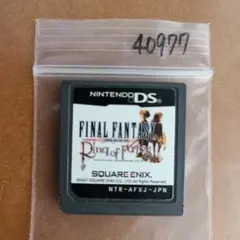 40977
NINTENDO DS
FINAL FANTASY
Ring of Fates
SQUARE ENIX
NTR-AFXJ-JPN